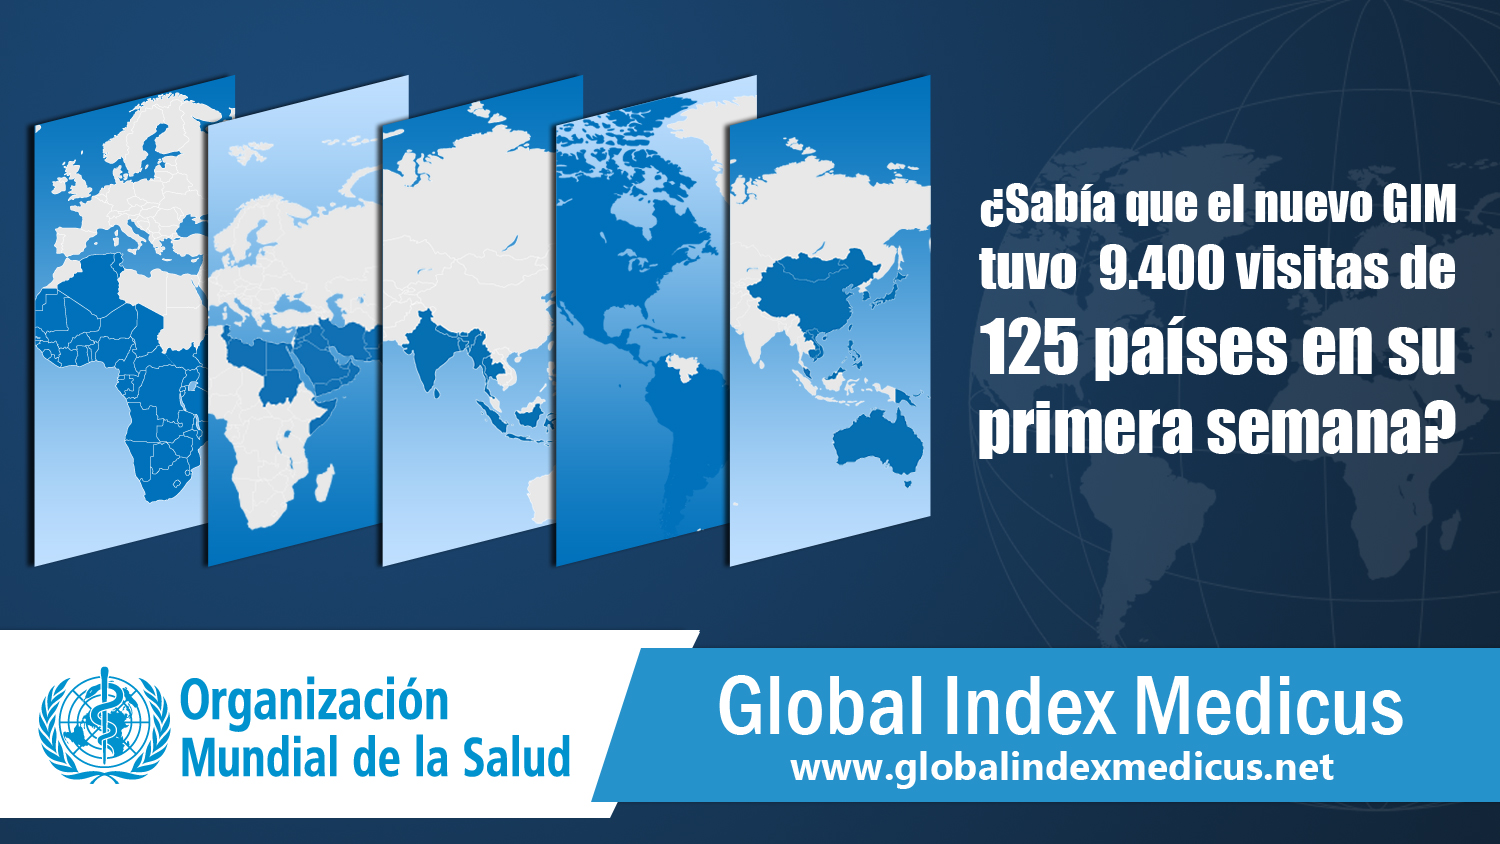 ¿Sabía que el nuevo GIM
tuvo 9.400 visitas de
125 países en su
primera semana?
Organización
Mundial de la Salud
Global Index Medicus
www.globalindexmedicus.net